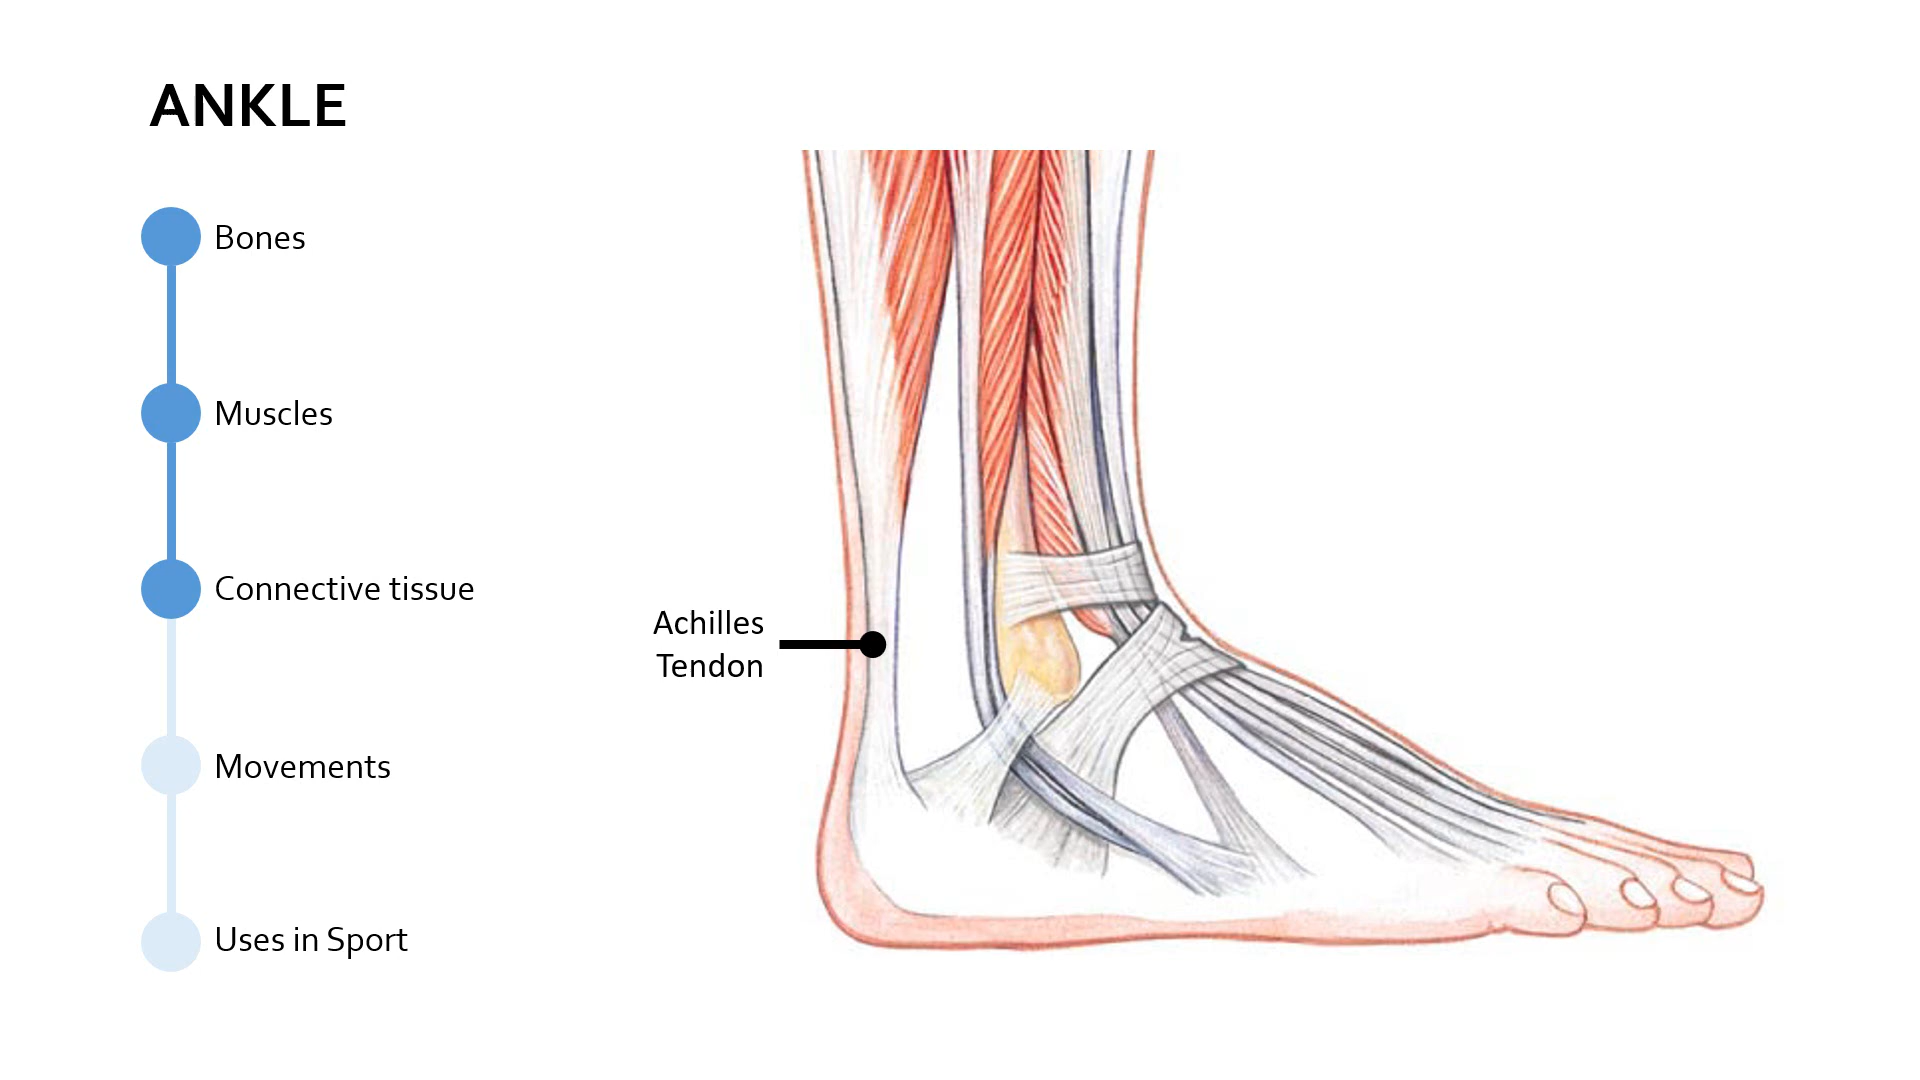 ANKLE
Bones
Muscles
Connective tissue
Movements
Uses in Sport
Achilles
Tendon